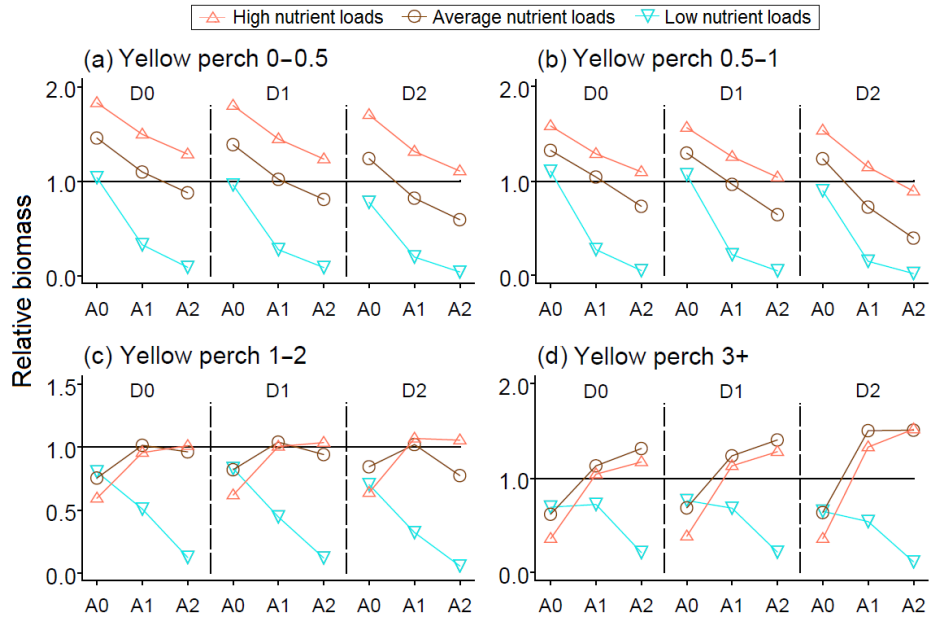 High nutrient loads Average nutrient loads Low nutrient loads
(a) Yellow perch 0–0.5
(b) Yellow perch 0.5–1
D0 D1 D2
D0 D1 D2
2.0
1.0
0.0
2.0
1.0
0.0
A0 A1 A2 A0 A1 A2 A0 A1 A2
A0 A1 A2 A0 A1 A2 A0 A1 A2
Relative biomass
(c) Yellow perch 1–2
(d) Yellow perch 3+
D0 D1 D2
D0 D1 D2
1.5
1.0
0.5
0.0
2.0
1.0
0.0
A0 A1 A2 A0 A1 A2 A0 A1 A2
A0 A1 A2 A0 A1 A2 A0 A1 A2